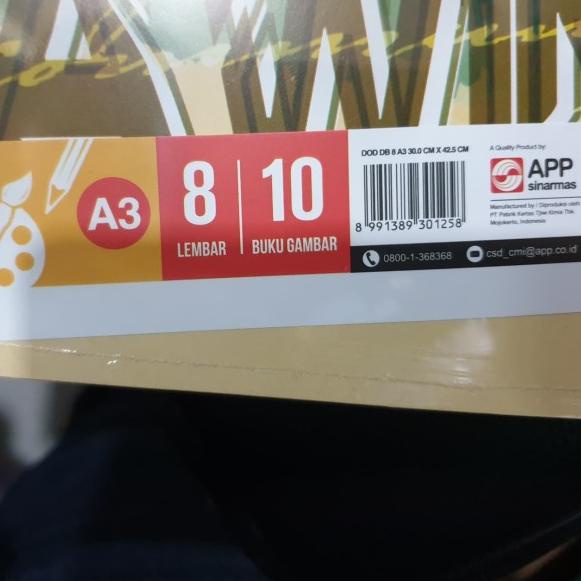 A3
8
LEMBAR
10
BUKU GAMBAR
DOD DB 8 A3 30.0 CM X 42.5 CM
8 991389 301258
0800-1-368368
csd_cmi@app.co.id
A Quality Product by:
APP
sinarmas
Manufactured by / Diproduksi oleh
PT Pabrik Kertas Tjiwi Kimia Tbk.
Mojokerto, Indonesia